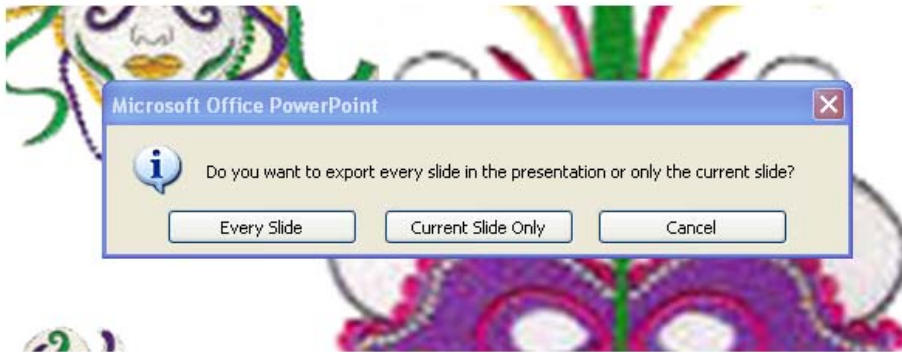 Microsoft Office PowerPoint
Do you want to export every slide in the presentation or only the current slide?
Every Slide
Current Slide Only
Cancel